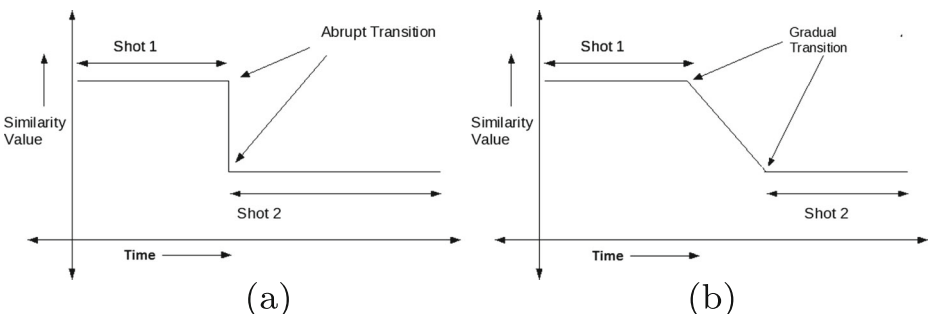 Abrupt Transition
Shot 1
Similarity
Value
Shot 2
Time
(a)
Gradual
Transition
Shot 1
Similarity
Value
Shot 2
Time
(b)